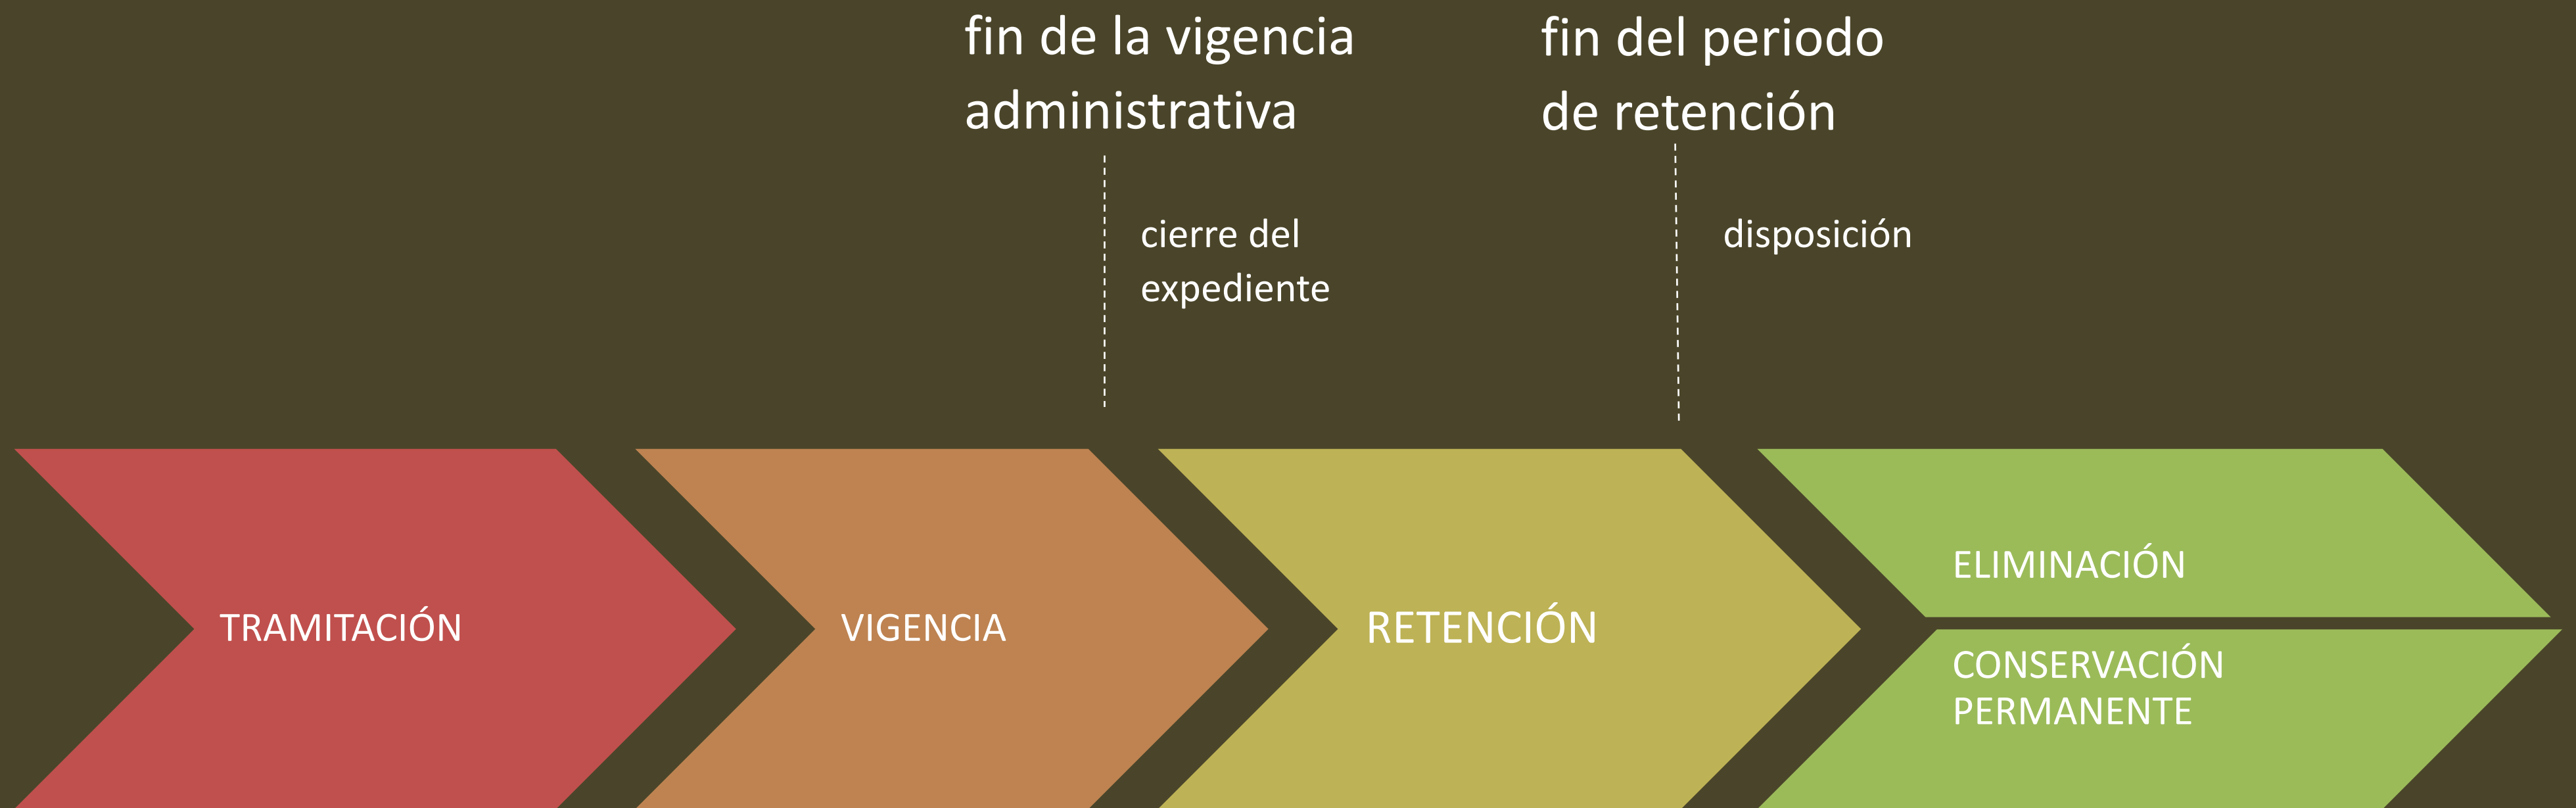 fin de la vigencia
administrativa
fin del periodo
de retención
cierre del
expediente
disposición
TRAMITACIÓN
VIGENCIA
RETENCIÓN
ELIMINACIÓN
CONSERVACIÓN
PERMANENTE